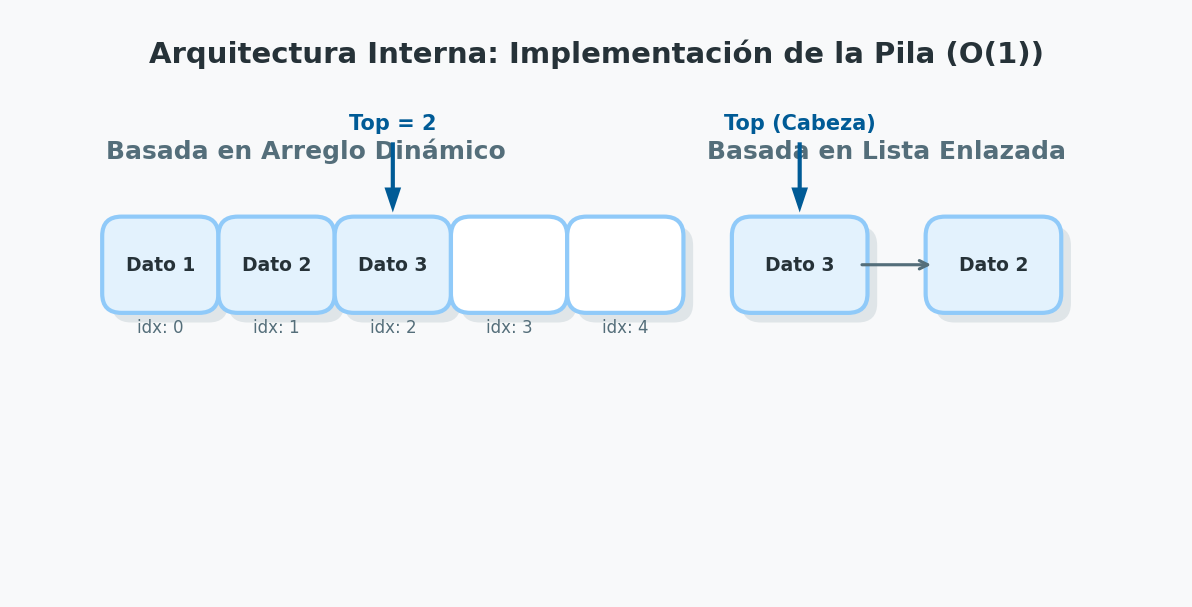 Arquitectura Interna: Implementación de la Pila (O(1))
Top = 2
Basada en Arreglo Dinámico
Dato 1
Dato 2
Dato 3
idx: 0
idx: 1
idx: 2
idx: 3
idx: 4
Top (Cabeza)
Basada en Lista Enlazada
Dato 3
Dato 2